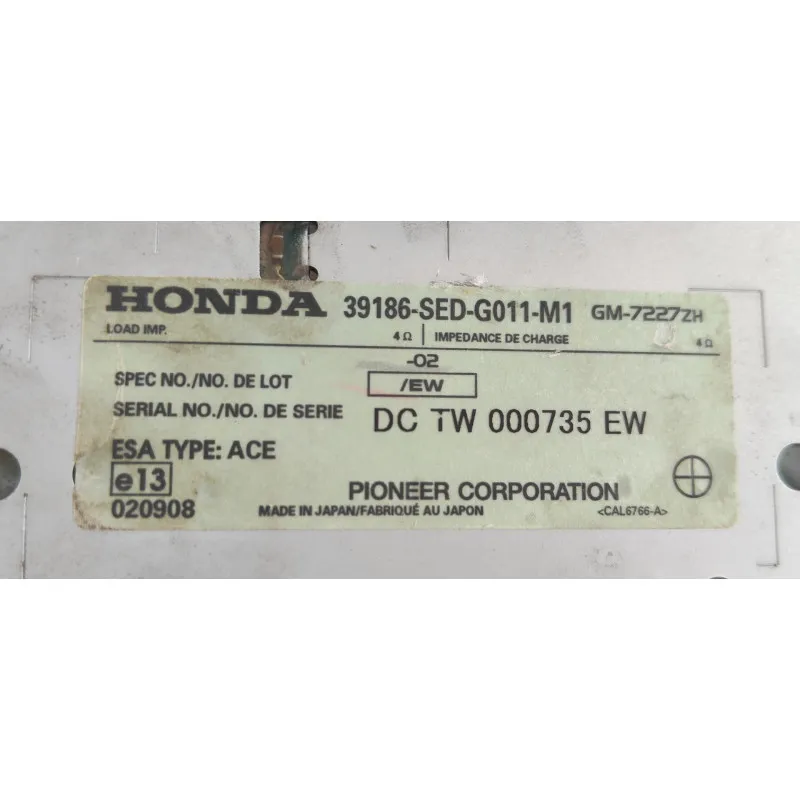 HONDA 39186-SED-G011-M1 GM-7227ZH
LOAD IMP. 4 Ω IMPEDANCE DE CHARGE 4 Ω
-02
SPEC NO./NO. DE LOT /EW
SERIAL NO./NO. DE SERIE DC TW 000735 EW
ESA TYPE: ACE
e13
PIONEER CORPORATION
020908 MADE IN JAPAN/FABRIQUÉ AU JAPON <CAL6766-A>